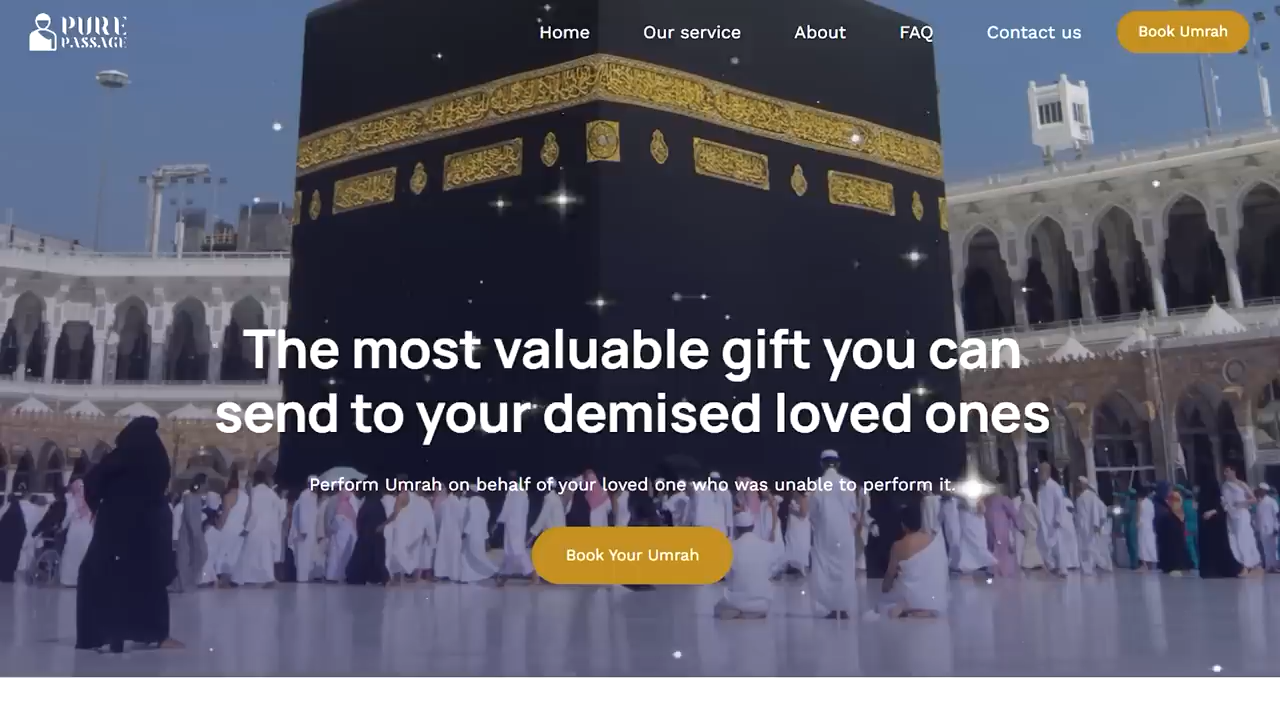 PURE
PASSAGE
Home
Our service
About
FAQ
Contact us
Book Umrah
The most valuable gift you can
send to your demised loved ones
Perform Umrah on behalf of your loved one who was unable to perform it.
Book Your Umrah